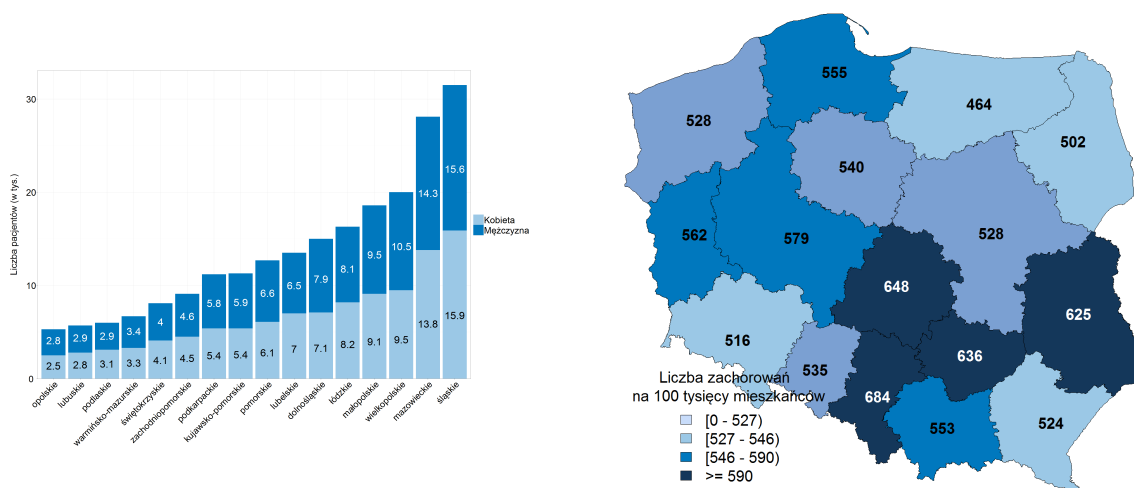 Liczba pacjentów (w tys.)
30
20
10
0
2.8
2.5
2.9
2.8
2.9
3.1
3.4
3.3
4
4.1
4.6
4.5
5.8
5.4
5.9
5.4
6.6
6.1
6.5
7
7.9
7.1
8.1
8.2
9.5
9.1
10.5
9.5
14.3
13.8
15.6
15.9
opolskie
lubuskie
podlaskie
warmińsko-mazurskie
świętokrzyskie
zachodniopomorskie
podkarpackie
kujawsko-pomorskie
pomorskie
lubelskie
dolnośląskie
łódzkie
małopolskie
wielkopolskie
mazowieckie
śląskie
Kobieta
Mężczyzna
555
464
528
502
540
562
579
528
648
625
516
636
535
684
553
524
Liczba zachorowań
na 100 tysięcy mieszkańców
[0 - 527)
[527 - 546)
[546 - 590)
>= 590